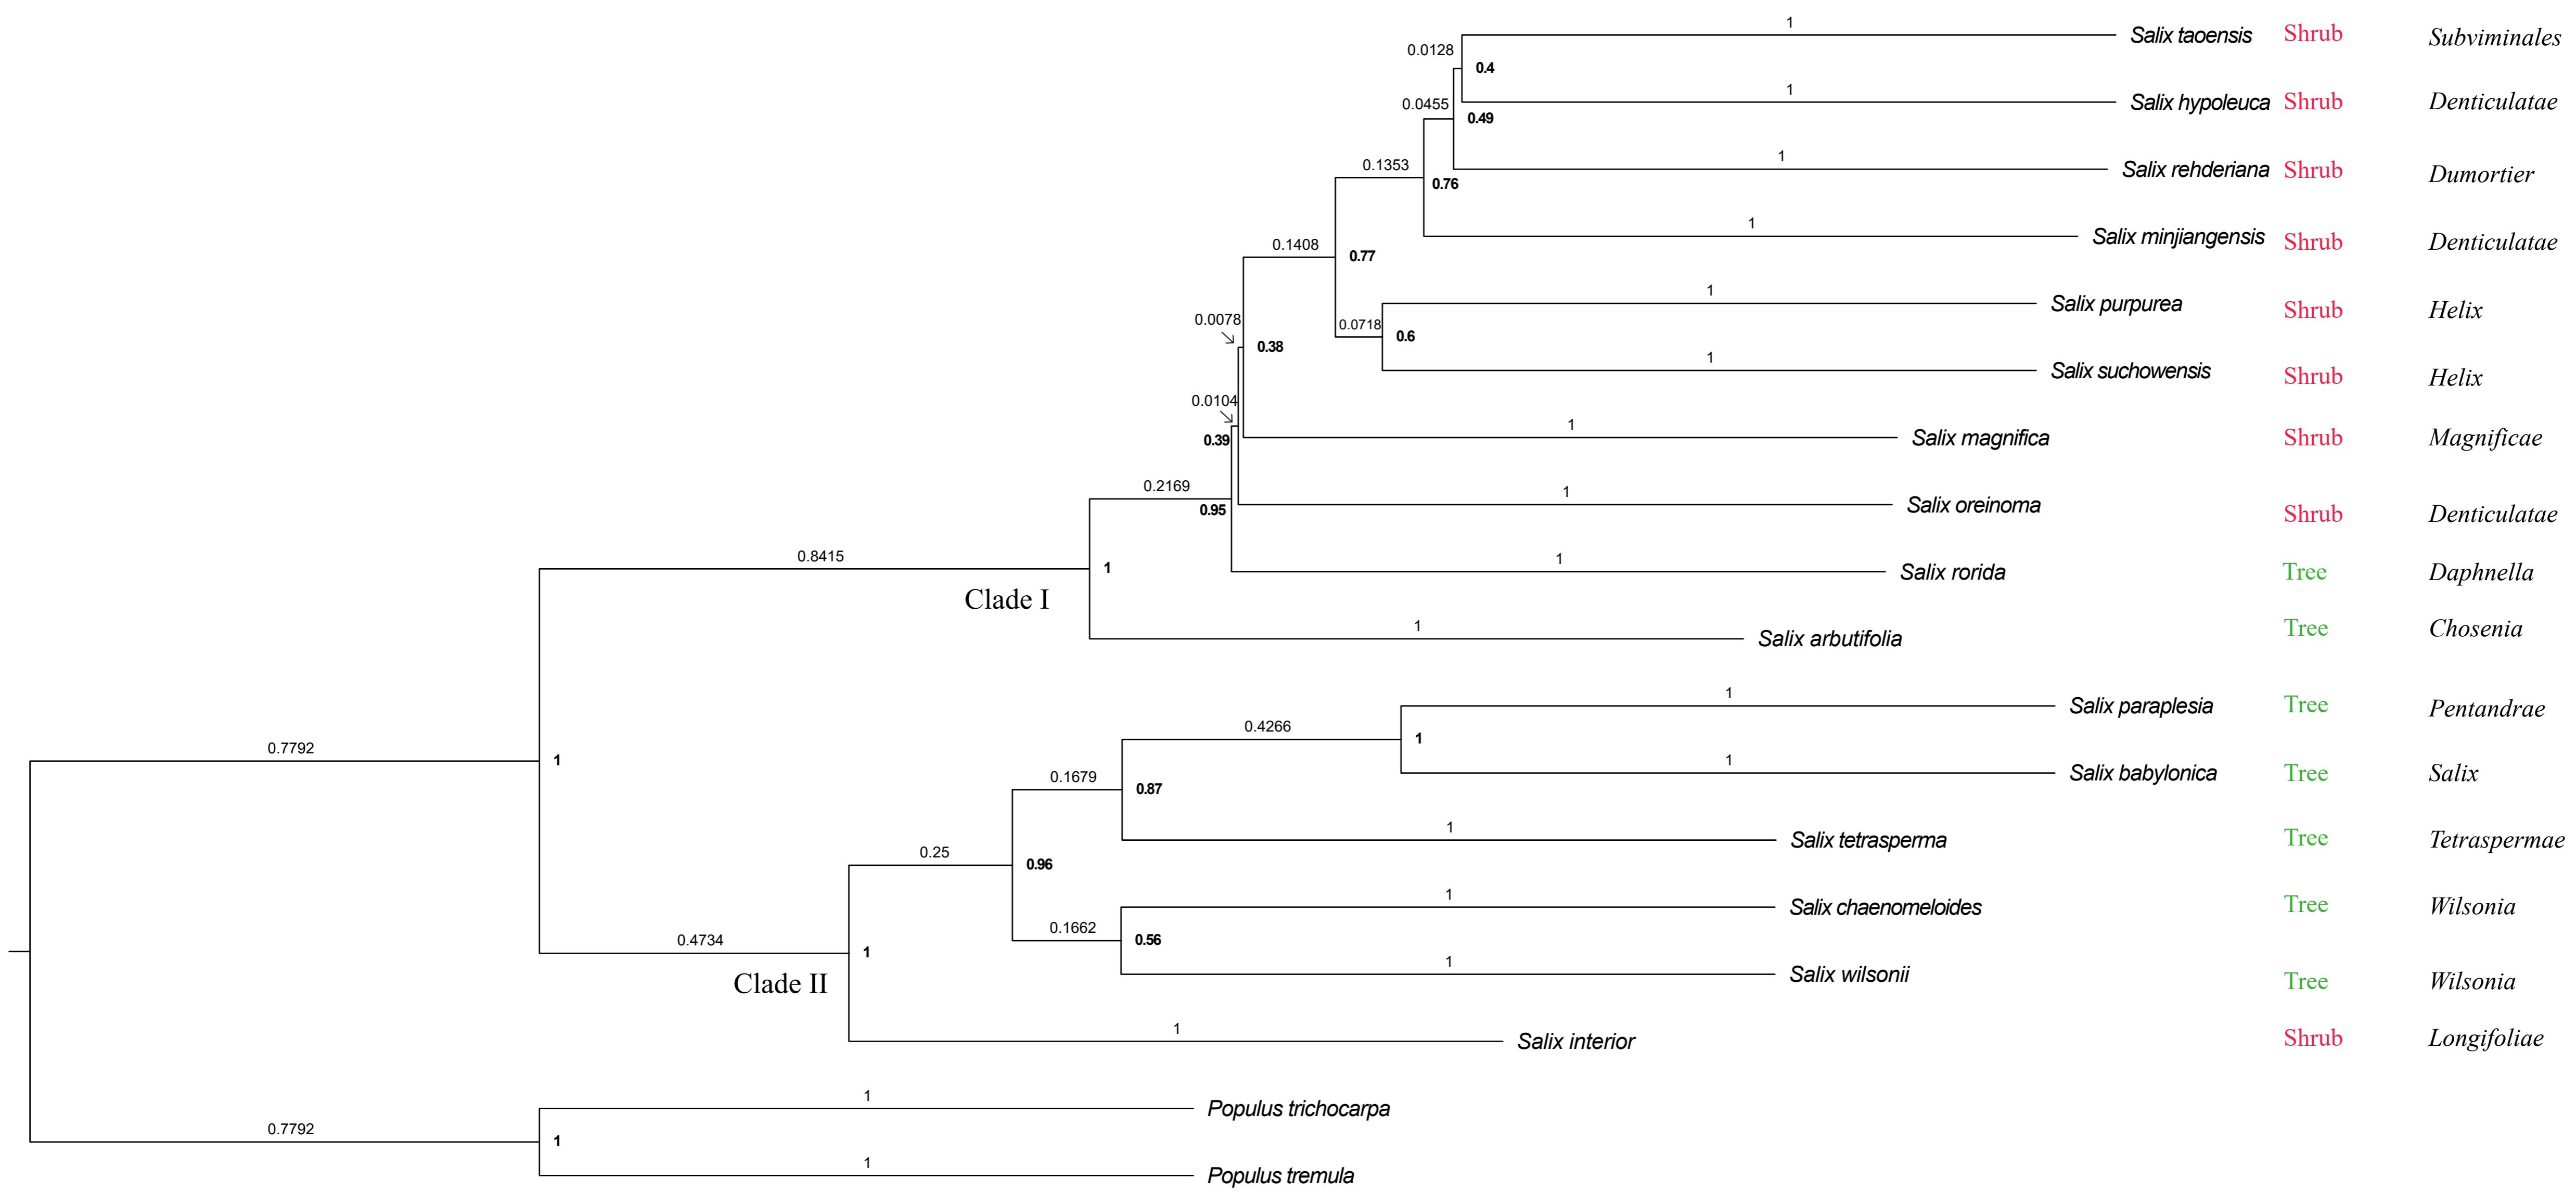 1
Salix taoensis Shrub Subviminales
0.0128
0.4
1
Salix hypoleuca Shrub Denticulatae
0.0455
0.49
1
Salix rehderiana Shrub Dumortier
0.1353
0.76
1
Salix minjiangensis Shrub Denticulatae
0.1408
0.77
1
Salix purpurea Shrub Helix
0.0078
0.0718
0.6
0.38
1
Salix suchowensis Shrub Helix
0.0104
1
0.39
Salix magnifica Shrub Magnificae
0.2169
1
0.95
Salix oreinoma Shrub Denticulatae
0.8415
1
1
Salix rorida Tree Daphnella
Clade I
1
Salix arbutifolia Tree Chosenia
1
Salix paraplesia Tree Pentandrae
0.4266
1
0.7792
1
1
Salix babylonica Tree Salix
0.1679
0.87
1
Salix tetrasperma Tree Tetraspermae
0.25
0.96
1
Salix chaenomeloides Tree Wilsonia
0.1662
0.56
0.4734
1
1
Salix wilsonii Tree Wilsonia
Clade II
1
Salix interior Shrub Longifoliae
1
Populus trichocarpa
0.7792
1
1
Populus tremula